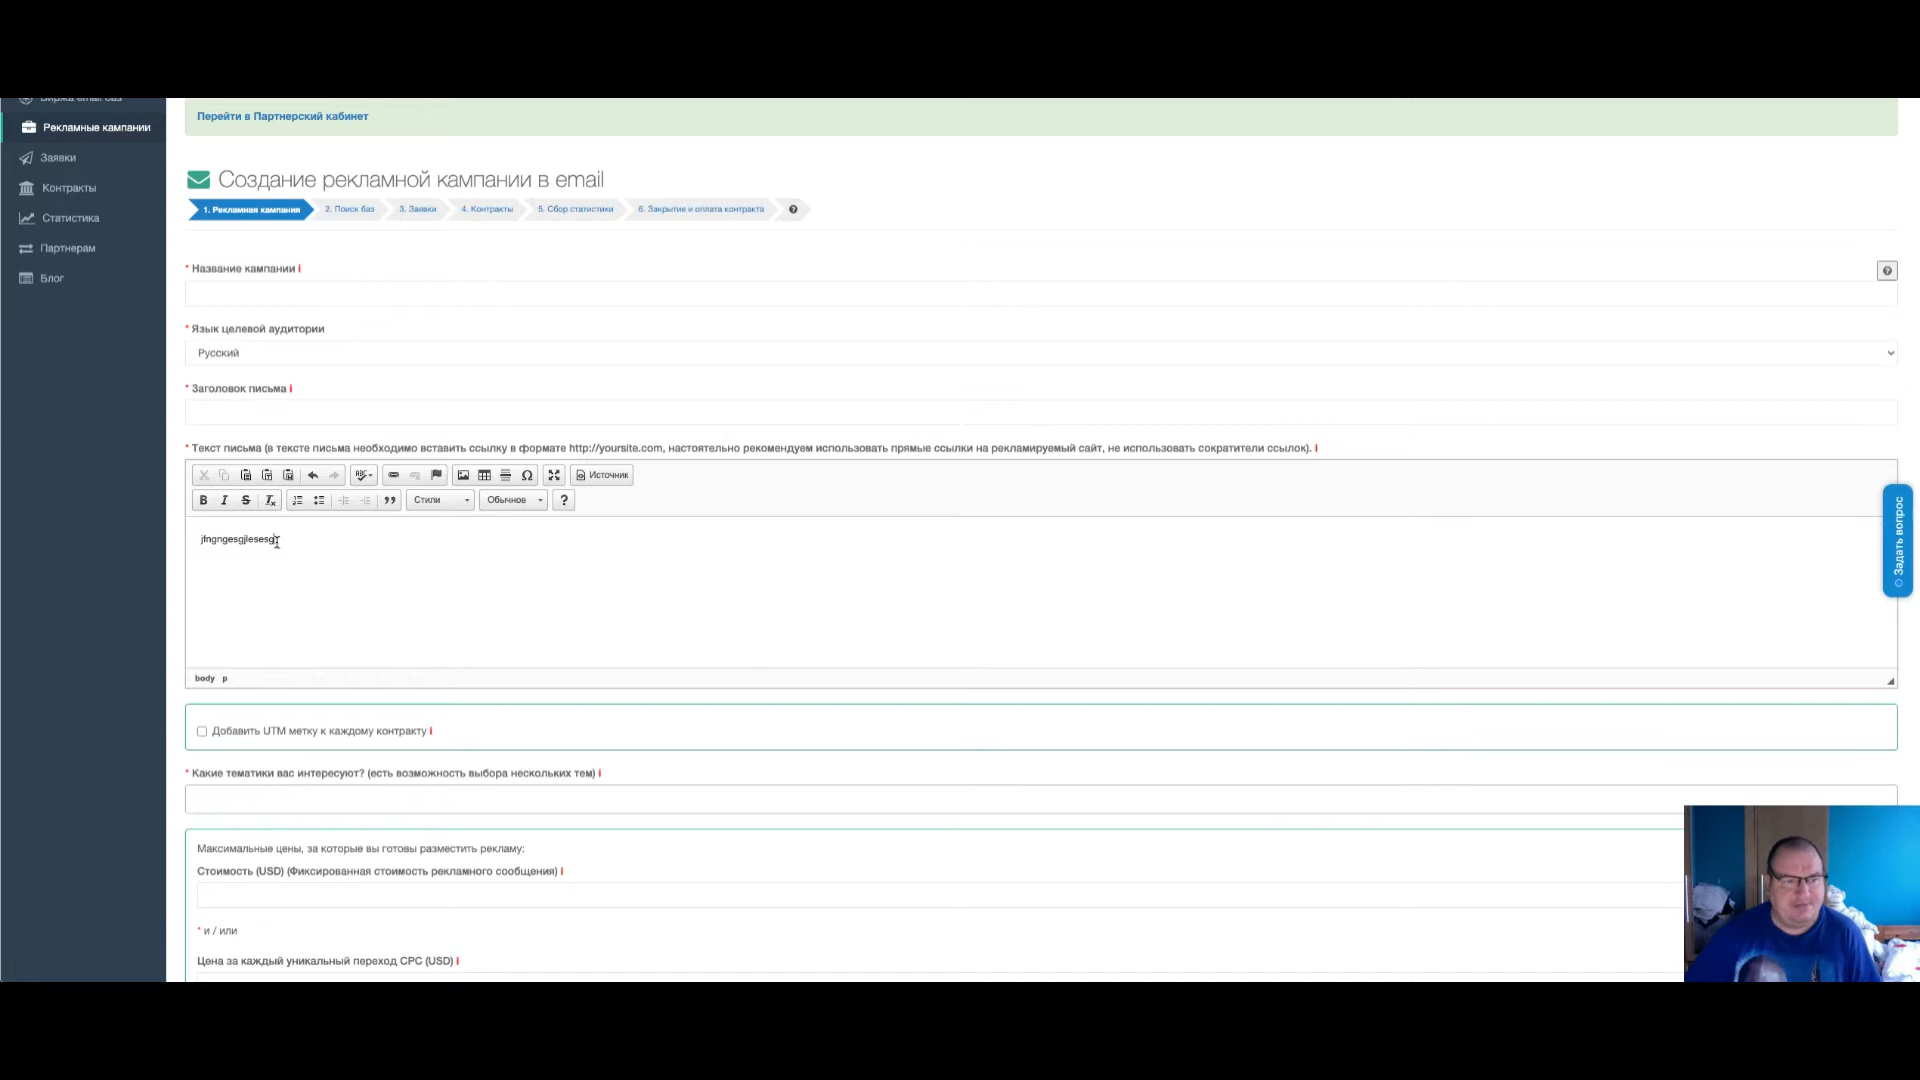 Биржа email баз
Перейти в Партнерский кабинет
Рекламные кампании
Заявки
Контракты
Статистика
Партнерам
Блог
Создание рекламной кампании в email
1. Рекламная кампания
2. Поиск баз
3. Заявки
4. Контракты
5. Сбор статистики
6. Закрытие и оплата контракта
* Название кампании i
* Язык целевой аудитории
Русский
* Заголовок письма i
* Текст письма (в тексте письма необходимо вставить ссылку в формате http://yoursite.com, настоятельно рекомендуем использовать прямые ссылки на рекламируемый сайт, не использовать сократители ссылок). i
Источник
Стили
Обычное
?
jfngngesgjlesesg
body p
Добавить UTM метку к каждому контракту i
* Какие тематики вас интересуют? (есть возможность выбора нескольких тем) i
Максимальные цены, за которые вы готовы разместить рекламу:
Стоимость (USD) (Фиксированная стоимость рекламного сообщения) i
* и / или
Цена за каждый уникальный переход CPC (USD) i
Задать вопрос